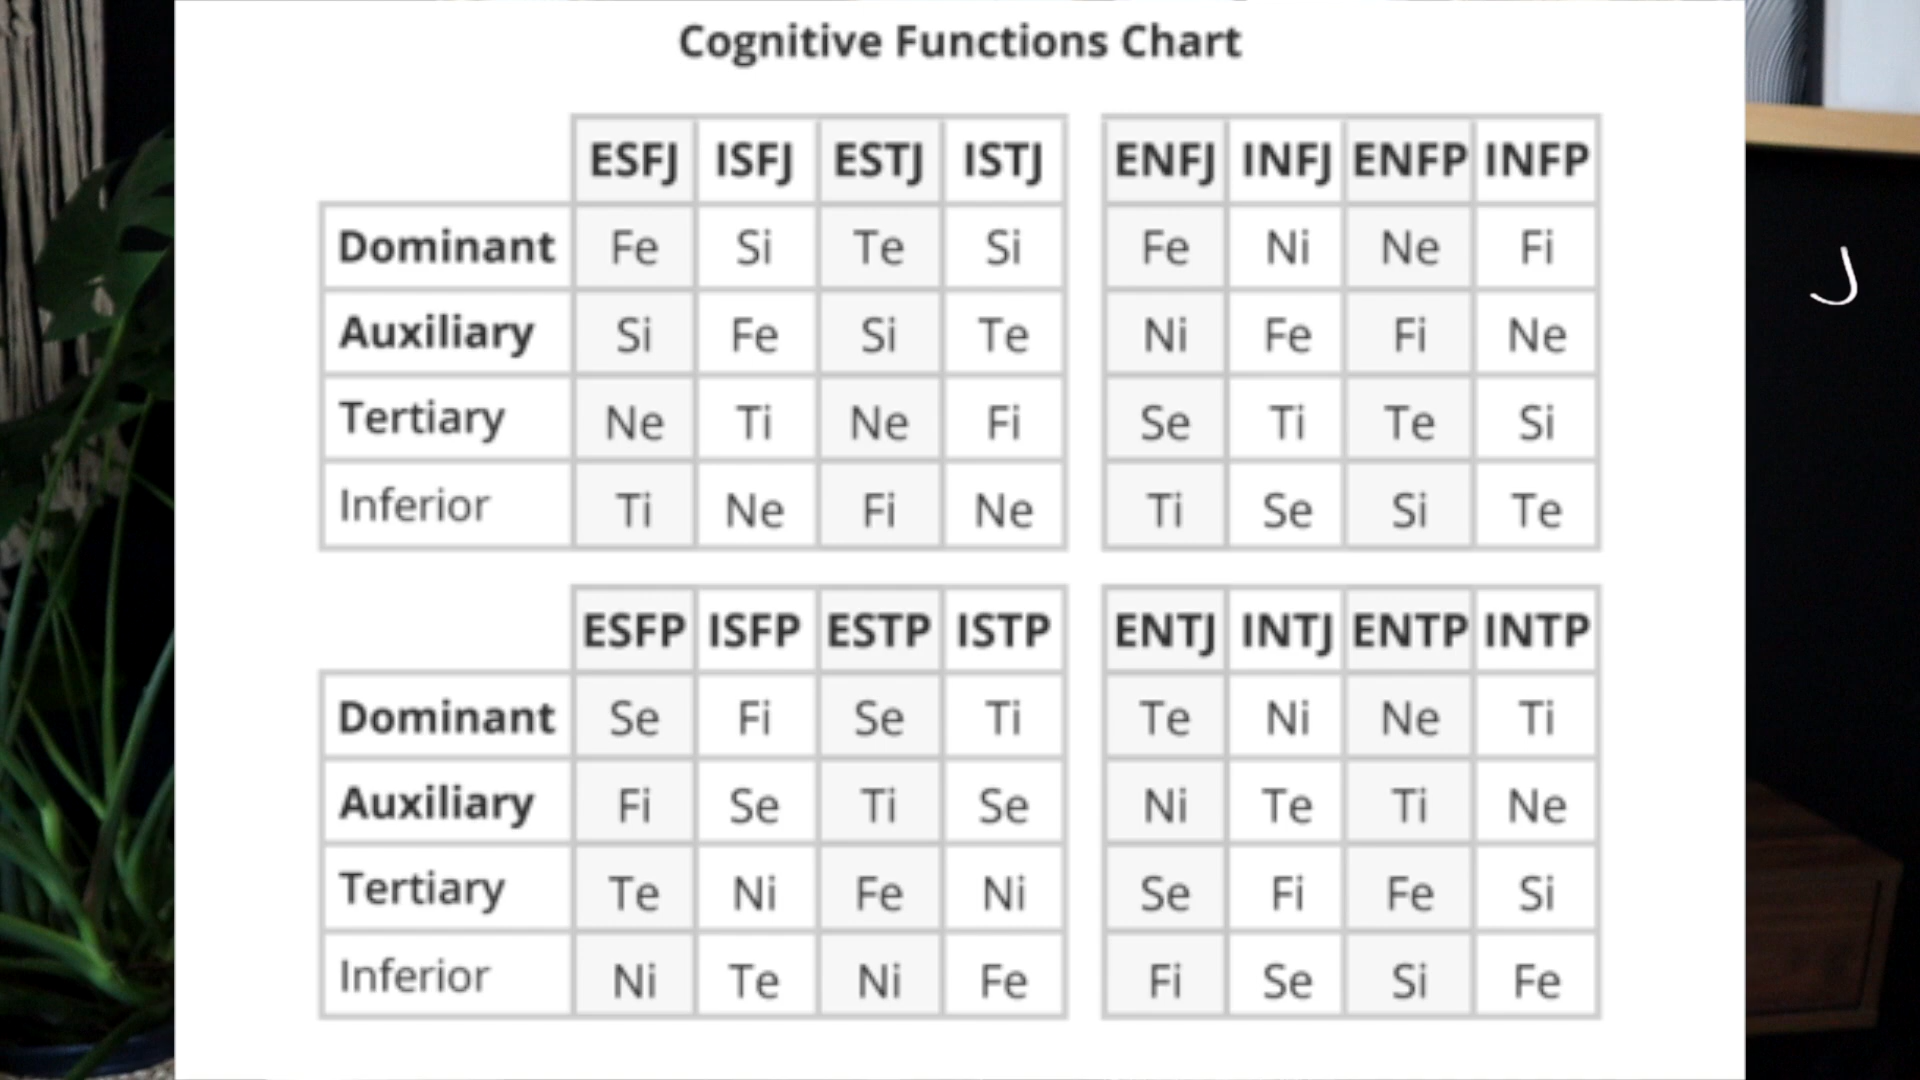 Cognitive Functions Chart
ESFJ ISFJ ESTJ ISTJ ENFJ INFJ ENFP INFP
Dominant Fe Si Te Si Fe Ni Ne Fi
Auxiliary Si Fe Si Te Ni Fe Fi Ne
Tertiary Ne Ti Ne Fi Se Ti Te Si
Inferior Ti Ne Fi Ne Ti Se Si Te
ESFP ISFP ESTP ISTP ENTJ INTJ ENTP INTP
Dominant Se Fi Se Ti Te Ni Ne Ti
Auxiliary Fi Se Ti Se Ni Te Ti Ne
Tertiary Te Ni Fe Ni Se Fi Fe Si
Inferior Ni Te Ni Fe Fi Se Si Fe